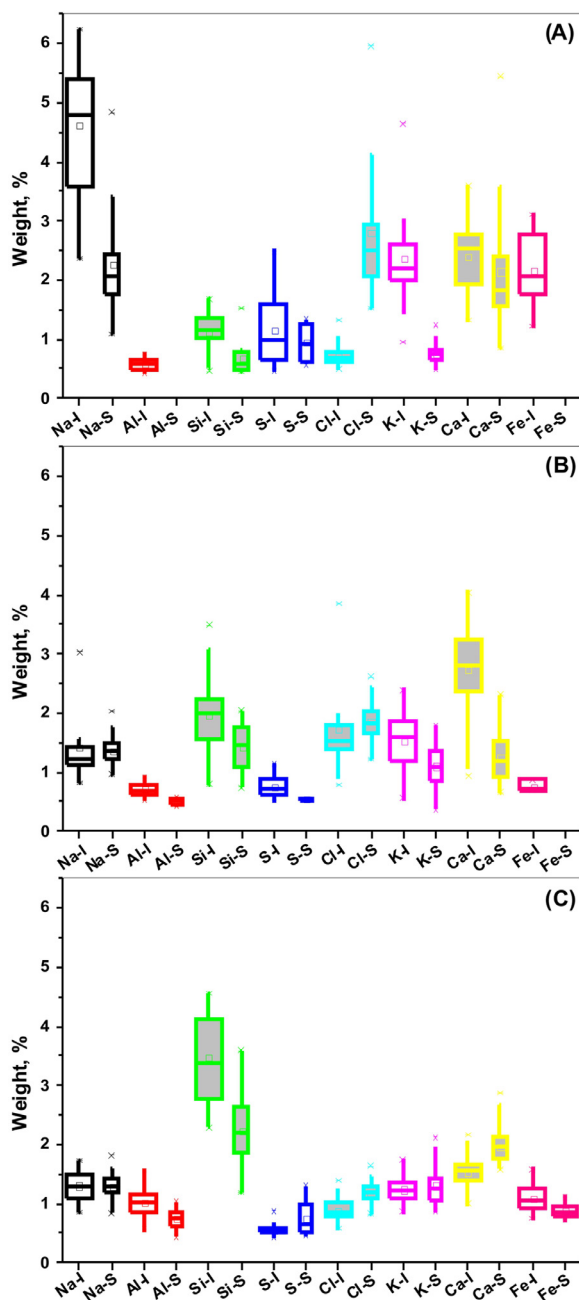 (A)
Weight, %
6
5
4
3
2
1
0
Na-I Na-S Al-I Al-S Si-I Si-S S-I S-S Cl-I Cl-S K-I K-S Ca-I Ca-S Fe-I Fe-S
(B)
Weight, %
6
5
4
3
2
1
0
Na-I Na-S Al-I Al-S Si-I Si-S S-I S-S Cl-I Cl-S K-I K-S Ca-I Ca-S Fe-I Fe-S
(C)
Weight, %
6
5
4
3
2
1
0
Na-I Na-S Al-I Al-S Si-I Si-S S-I S-S Cl-I Cl-S K-I K-S Ca-I Ca-S Fe-I Fe-S